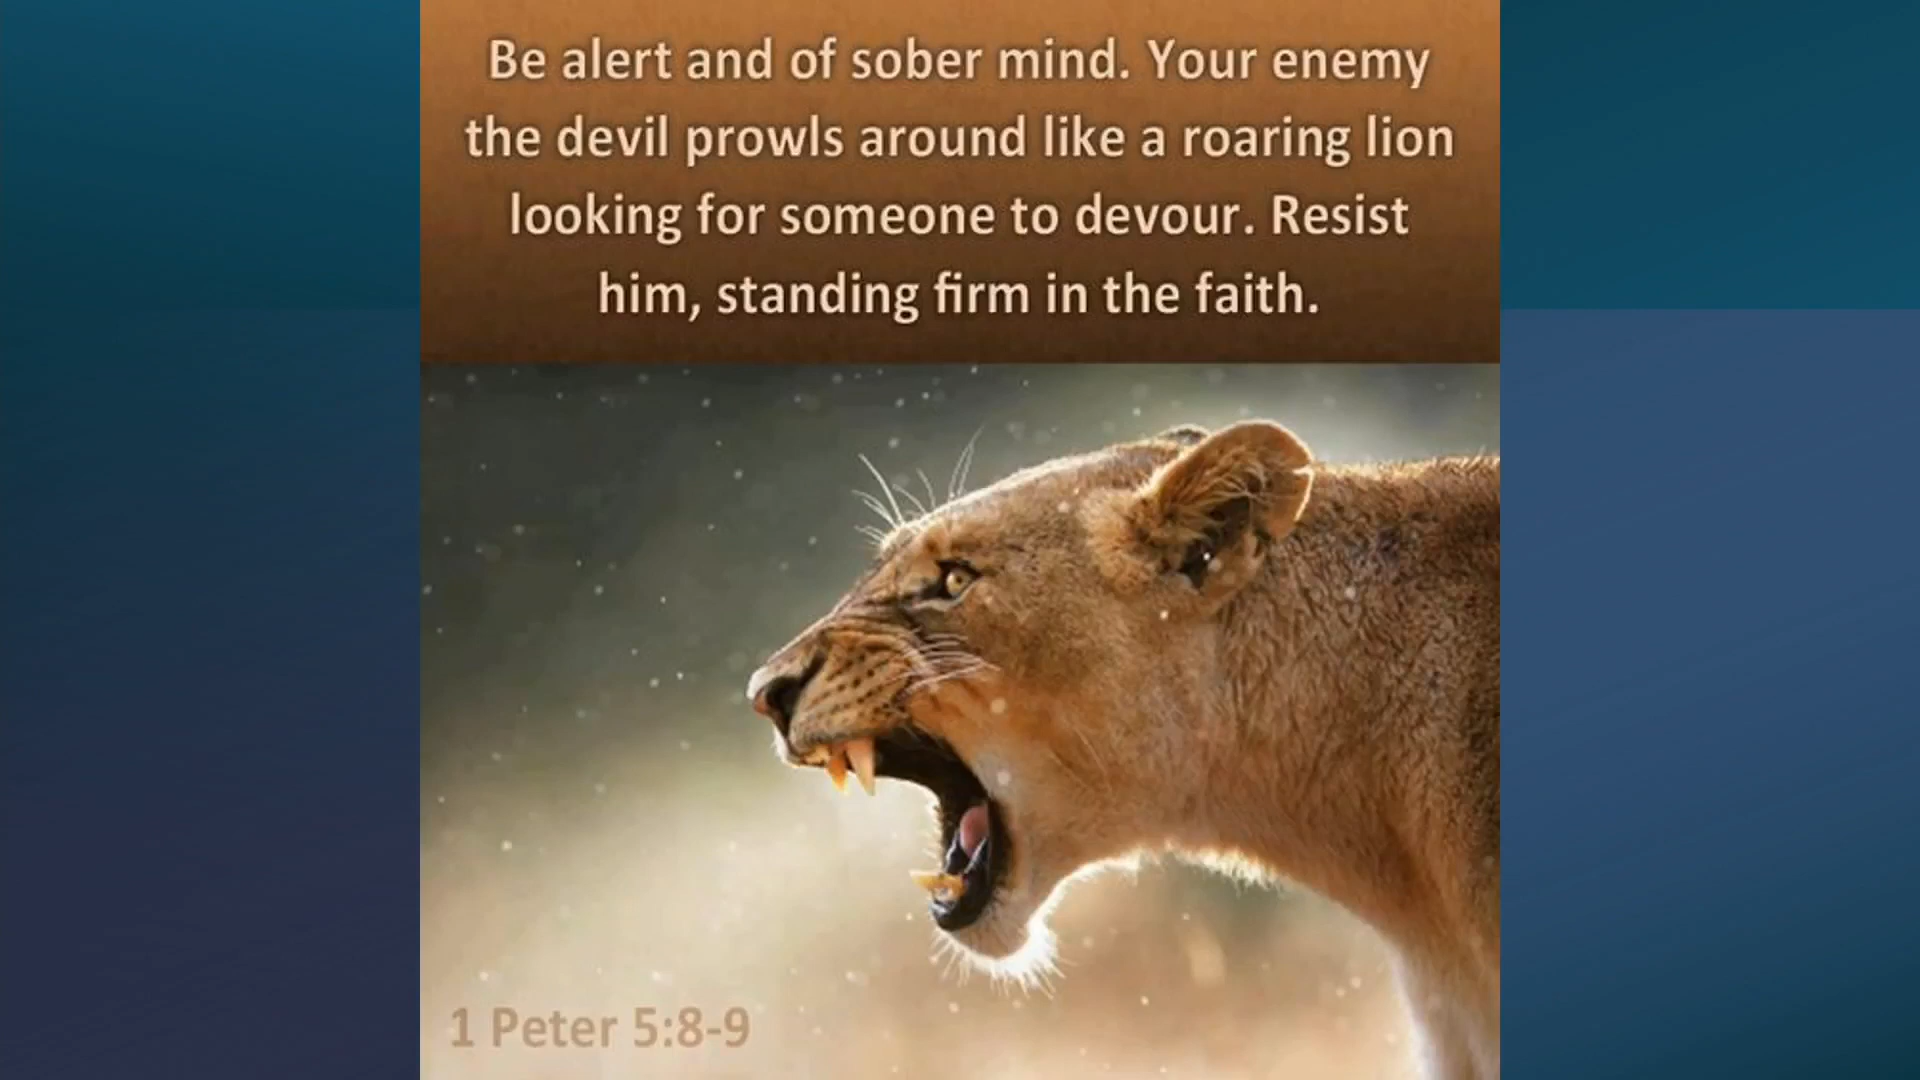 Be alert and of sober mind. Your enemy
the devil prowls around like a roaring lion
looking for someone to devour. Resist
him, standing firm in the faith.
1 Peter 5:8-9